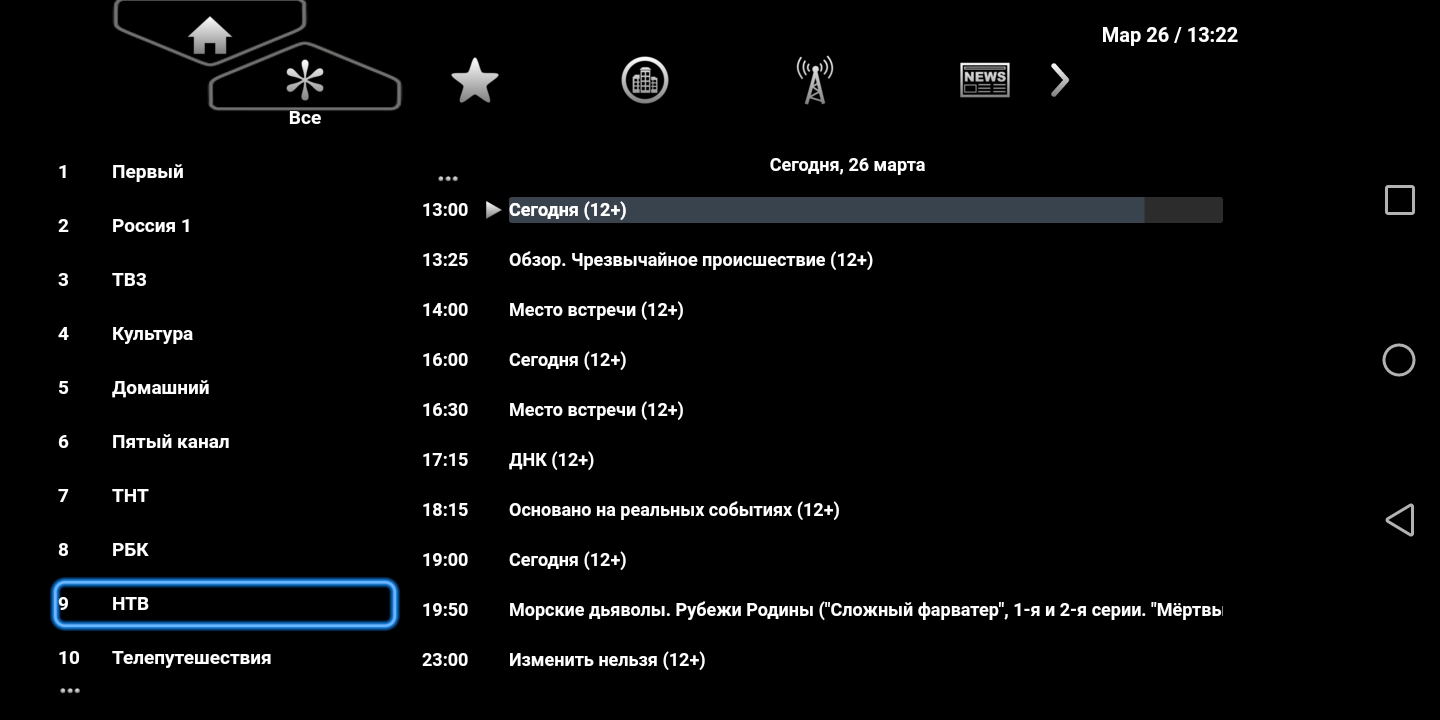 Мар 26 / 13:22
NEWS
Все
1 Первый
2 Россия 1
3 ТВ3
4 Культура
5 Домашний
6 Пятый канал
7 ТНТ
8 РБК
9 НТВ
10 Телепутешествия
...
...
Сегодня, 26 марта
13:00 Сегодня (12+)
13:25 Обзор. Чрезвычайное происшествие (12+)
14:00 Место встречи (12+)
16:00 Сегодня (12+)
16:30 Место встречи (12+)
17:15 ДНК (12+)
18:15 Основано на реальных событиях (12+)
19:00 Сегодня (12+)
19:50 Морские дьяволы. Рубежи Родины ("Сложный фарватер", 1-я и 2-я серии. "Мёртвы
23:00 Изменить нельзя (12+)